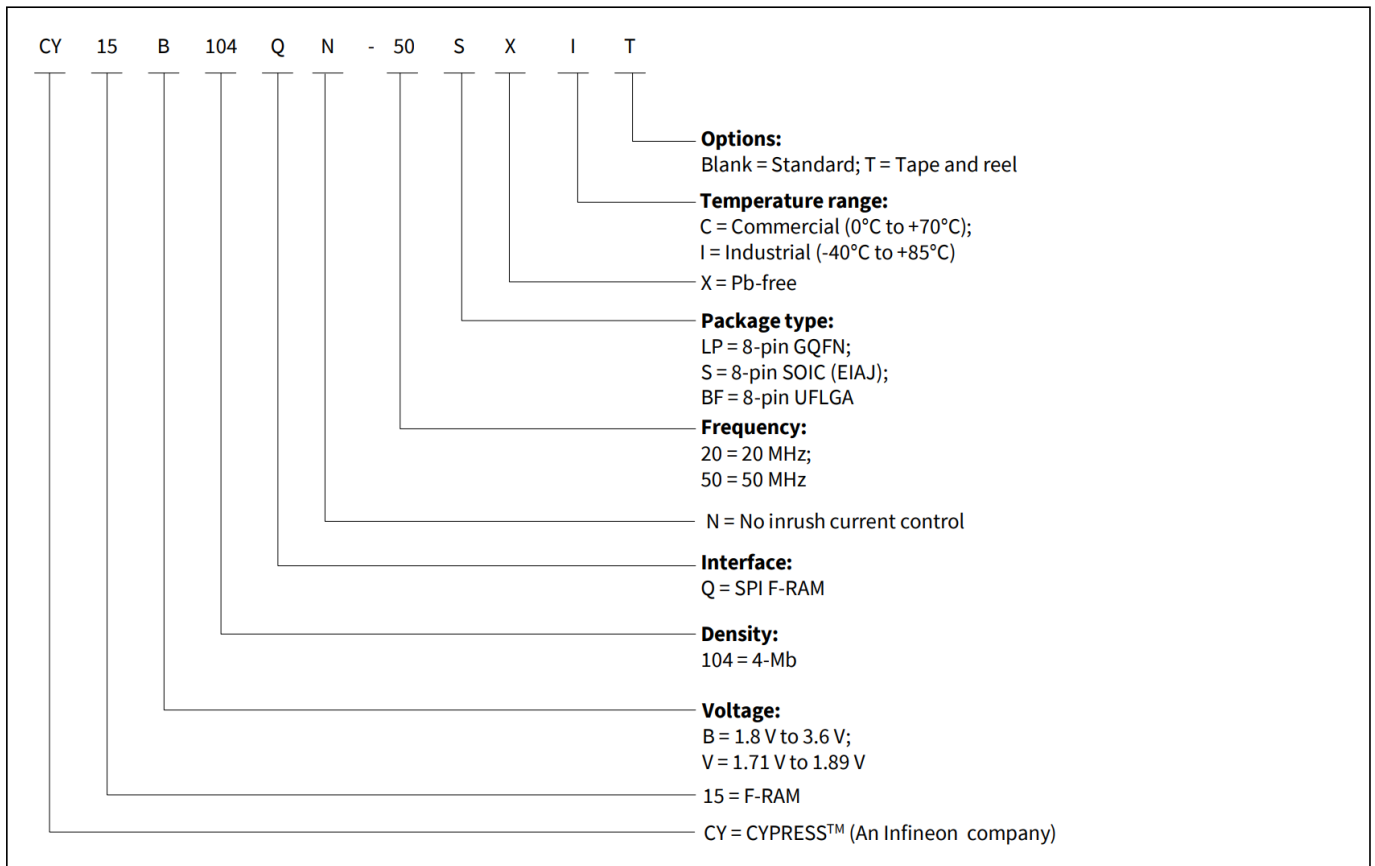 CY 15 B 104 Q N - 50 S X I T
Options:
Blank = Standard; T = Tape and reel
Temperature range:
C = Commercial (0°C to +70°C);
I = Industrial (-40°C to +85°C)
X = Pb-free
Package type:
LP = 8-pin GQFN;
S = 8-pin SOIC (EIAJ);
BF = 8-pin UFLGA
Frequency:
20 = 20 MHz;
50 = 50 MHz
N = No inrush current control
Interface:
Q = SPI F-RAM
Density:
104 = 4-Mb
Voltage:
B = 1.8 V to 3.6 V;
V = 1.71 V to 1.89 V
15 = F-RAM
CY = CYPRESS™ (An Infineon company)